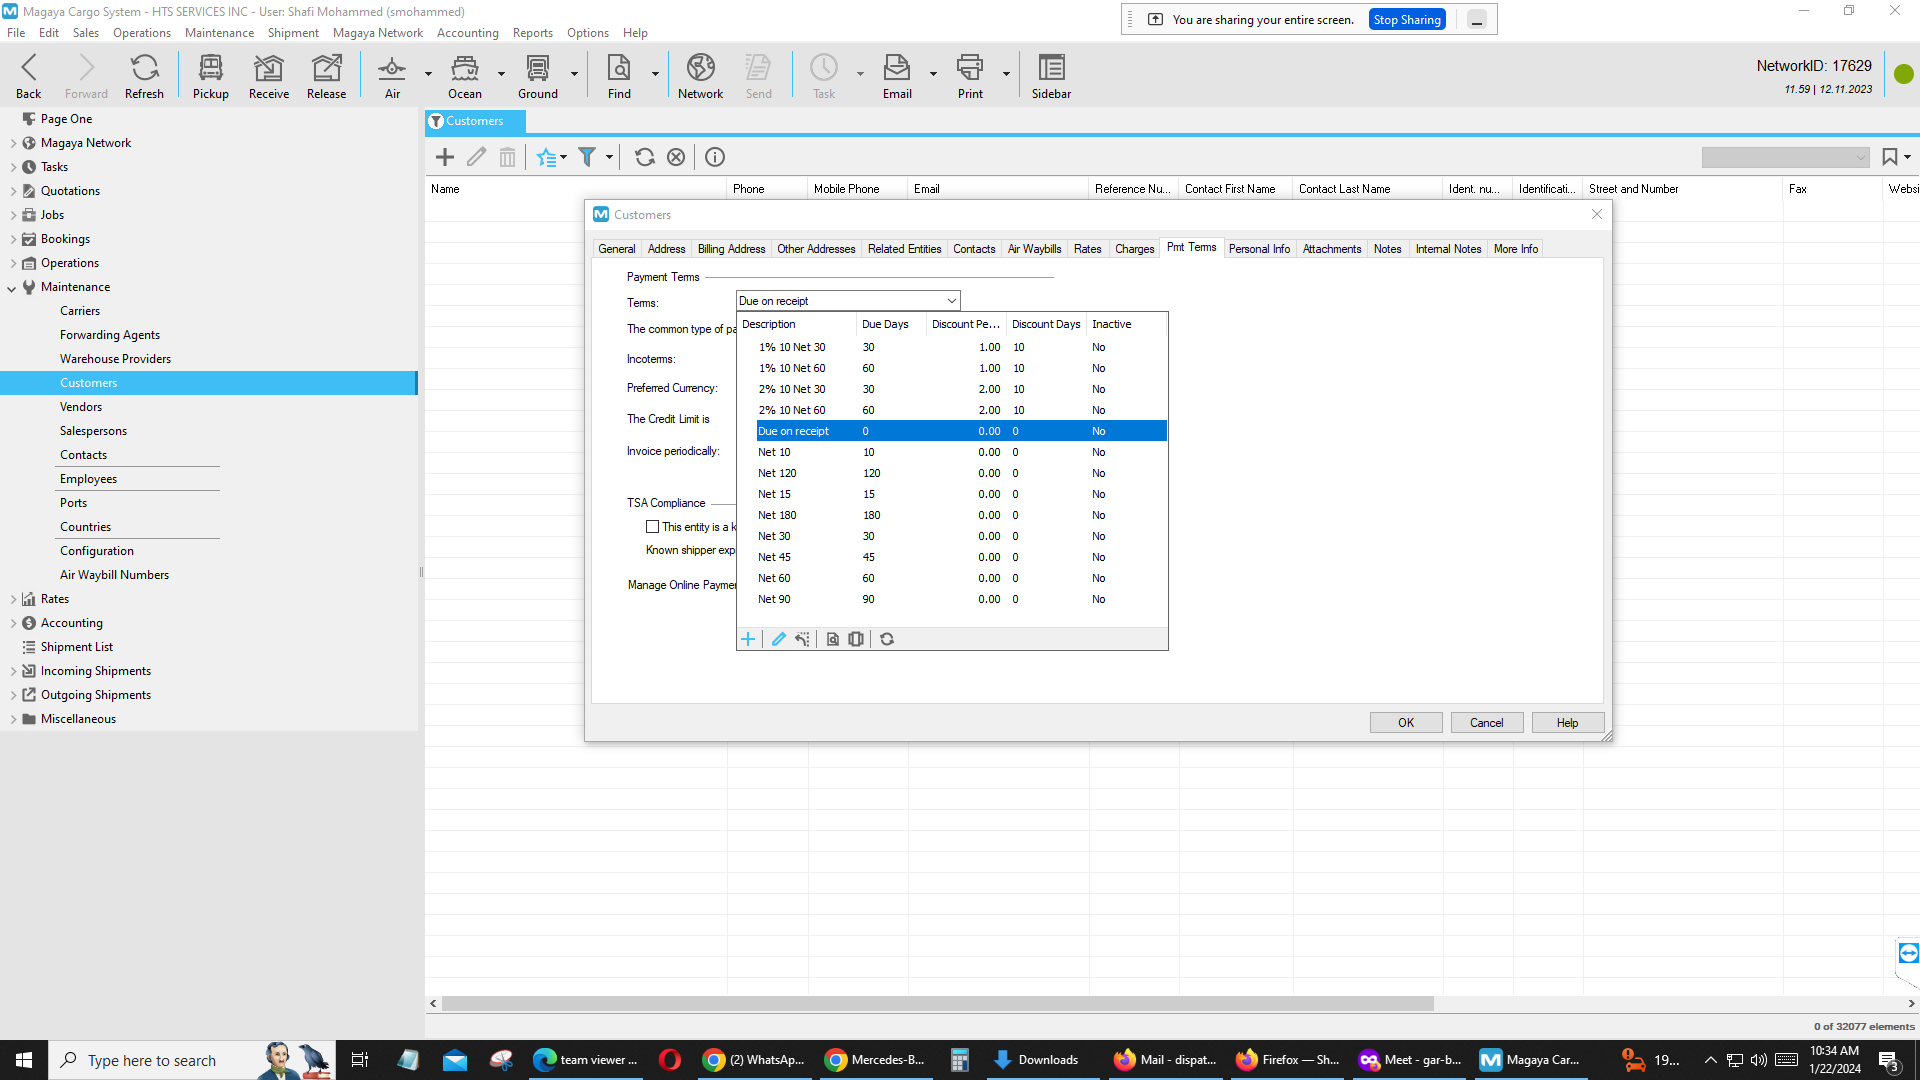 Magaya Cargo System - HTS SERVICES INC - User: Shafi Mohammed (smohammed)
You are sharing your entire screen.
Stop Sharing
File Edit Sales Operations Maintenance Shipment Magaya Network Accounting Reports Options Help
Back Forward Refresh Pickup Receive Release Air Ocean Ground Find Network Send Task Email Print Sidebar
NetworkID: 17629
11.59 | 12.11.2023
Page One
Magaya Network
Tasks
Quotations
Jobs
Bookings
Operations
Maintenance
Carriers
Forwarding Agents
Warehouse Providers
Customers
Vendors
Salespersons
Contacts
Employees
Ports
Countries
Configuration
Air Waybill Numbers
Rates
Accounting
Shipment List
Incoming Shipments
Outgoing Shipments
Miscellaneous
Customers
Name Phone Mobile Phone Email Reference Nu... Contact First Name Contact Last Name Ident. nu... Identificati... Street and Number Fax Websi
Customers
General Address Billing Address Other Addresses Related Entities Contacts Air Waybills Rates Charges Pmt Terms Personal Info Attachments Notes Internal Notes More Info
Payment Terms
Terms: Due on receipt
The common type of pa
Incoterms:
Preferred Currency:
The Credit Limit is
Invoice periodically:
TSA Compliance
This entity is a k
Known shipper exp
Manage Online Paymen
Description Due Days Discount Pe... Discount Days Inactive
1% 10 Net 30 30 1.00 10 No
1% 10 Net 60 60 1.00 10 No
2% 10 Net 30 30 2.00 10 No
2% 10 Net 60 60 2.00 10 No
Due on receipt 0 0.00 0 No
Net 10 10 0.00 0 No
Net 120 120 0.00 0 No
Net 15 15 0.00 0 No
Net 180 180 0.00 0 No
Net 30 30 0.00 0 No
Net 45 45 0.00 0 No
Net 60 60 0.00 0 No
Net 90 90 0.00 0 No
OK Cancel Help
0 of 32077 elements
Type here to search
team viewer ...
(2) WhatsAp...
Mercedes-B...
Downloads
Mail - dispat...
Firefox — Sh...
Meet - gar-b...
Magaya Car...
19...
10:34 AM
1/22/2024
3